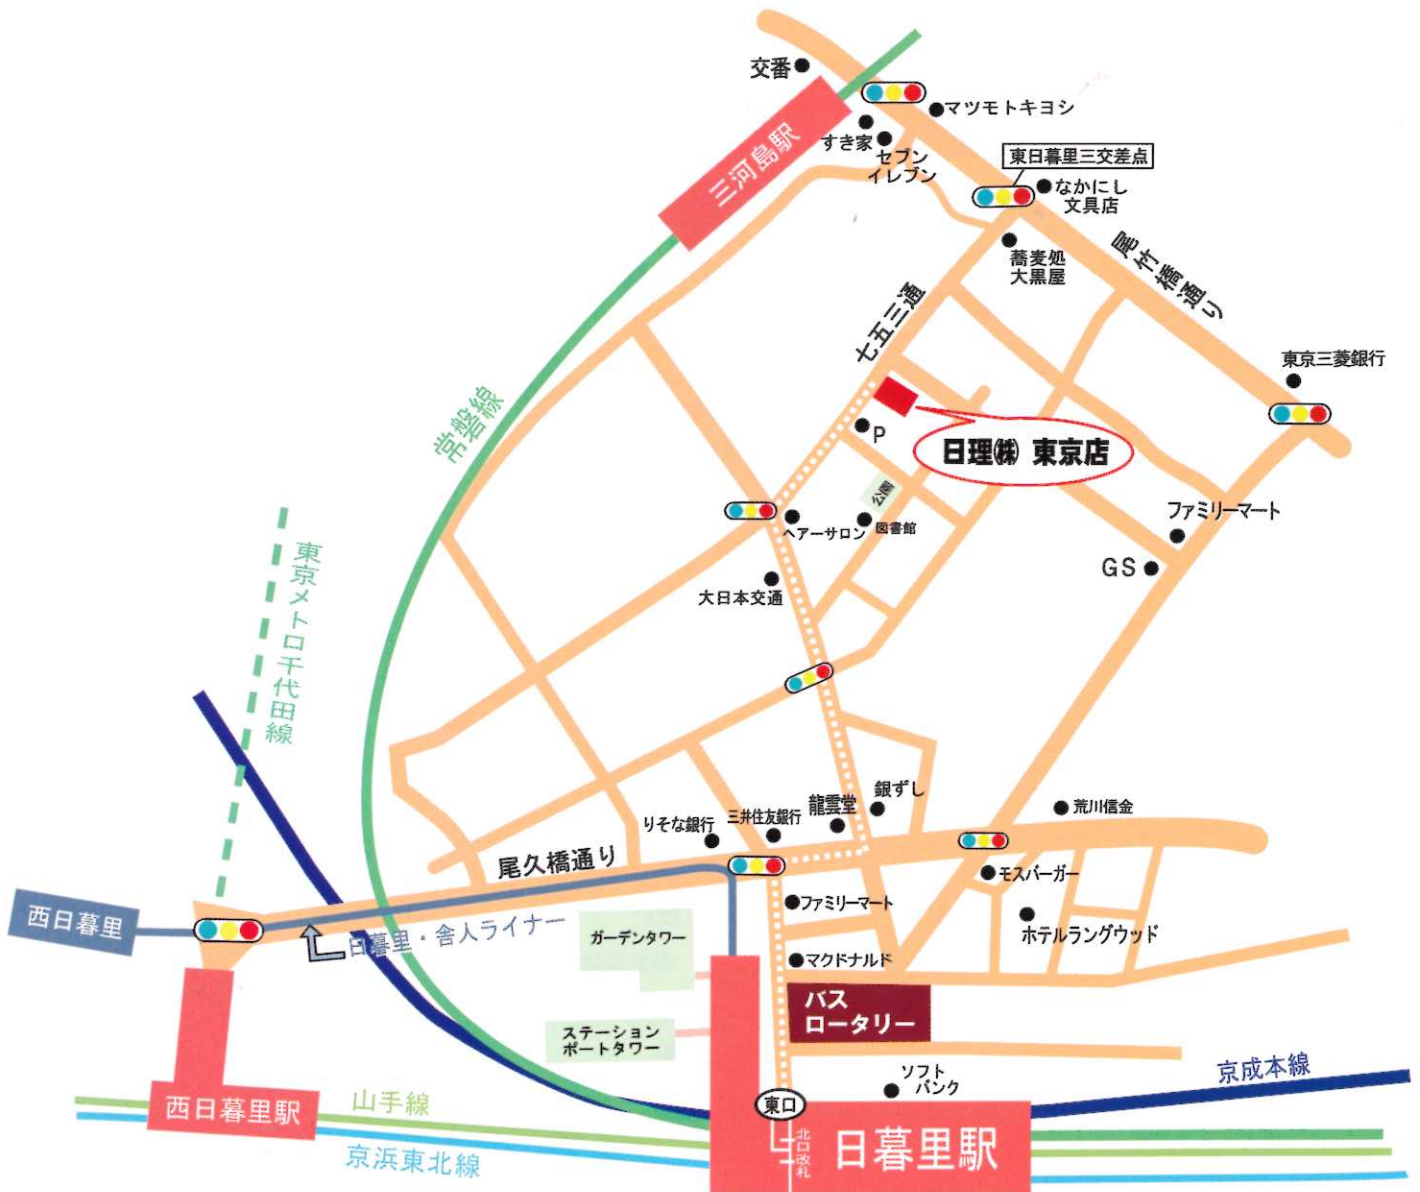 交番
マツモトキヨシ
すき家
セブン
イレブン
三河島駅
東日暮里三交差点
なかにし
文具店
蕎麦処
大黒屋
尾竹橋通り
七五三通
東京三菱銀行
常磐線
P
日理㈱ 東京店
公園
ヘアーサロン
図書館
ファミリーマート
GS
大日本交通
東京メトロ千代田線
銀ずし
龍雲堂
三井住友銀行
りそな銀行
荒川信金
尾久橋通り
モスバーガー
ファミリーマート
西日暮里
日暮里・舎人ライナー
ガーデンタワー
ホテルラングウッド
マクドナルド
バス
ロータリー
ステーション
ポートタワー
ソフト
バンク
京成本線
東口
山手線
西日暮里駅
北口改札
日暮里駅
京浜東北線